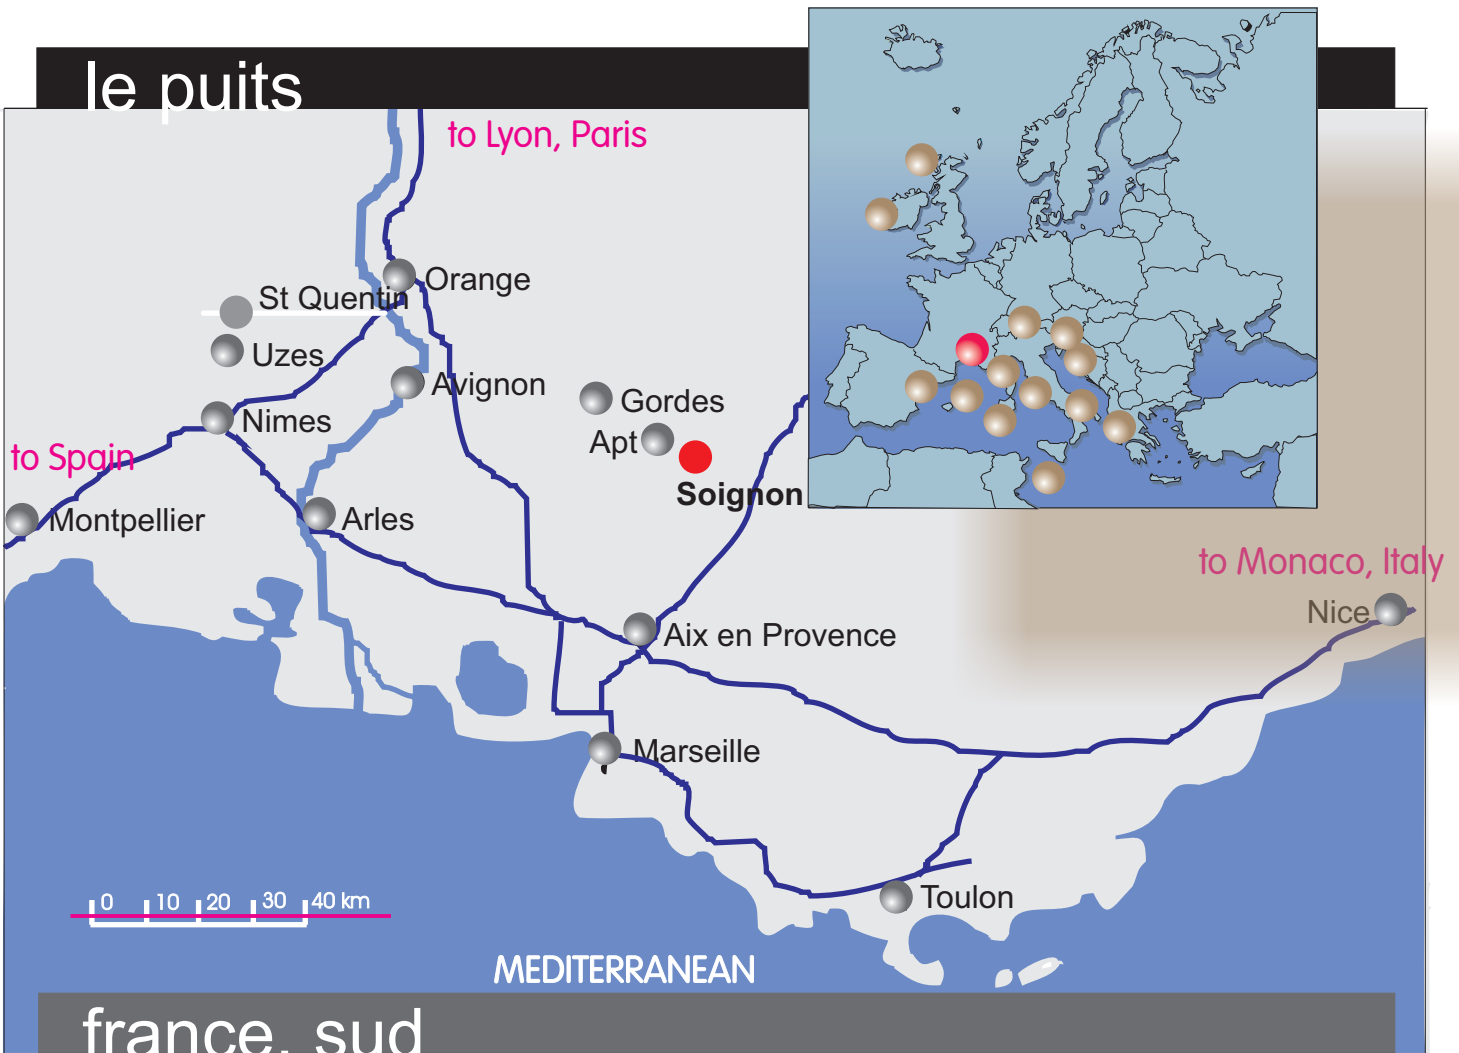 le puits
to Lyon, Paris
Orange
St Quentin
Uzes
Avignon
Gordes
Nimes
Apt
to Spain
Soignon
Montpellier
Arles
to Monaco, Italy
Nice
Aix en Provence
Marseille
Toulon
0 10 20 30 40 km
MEDITERRANEAN
france, sud